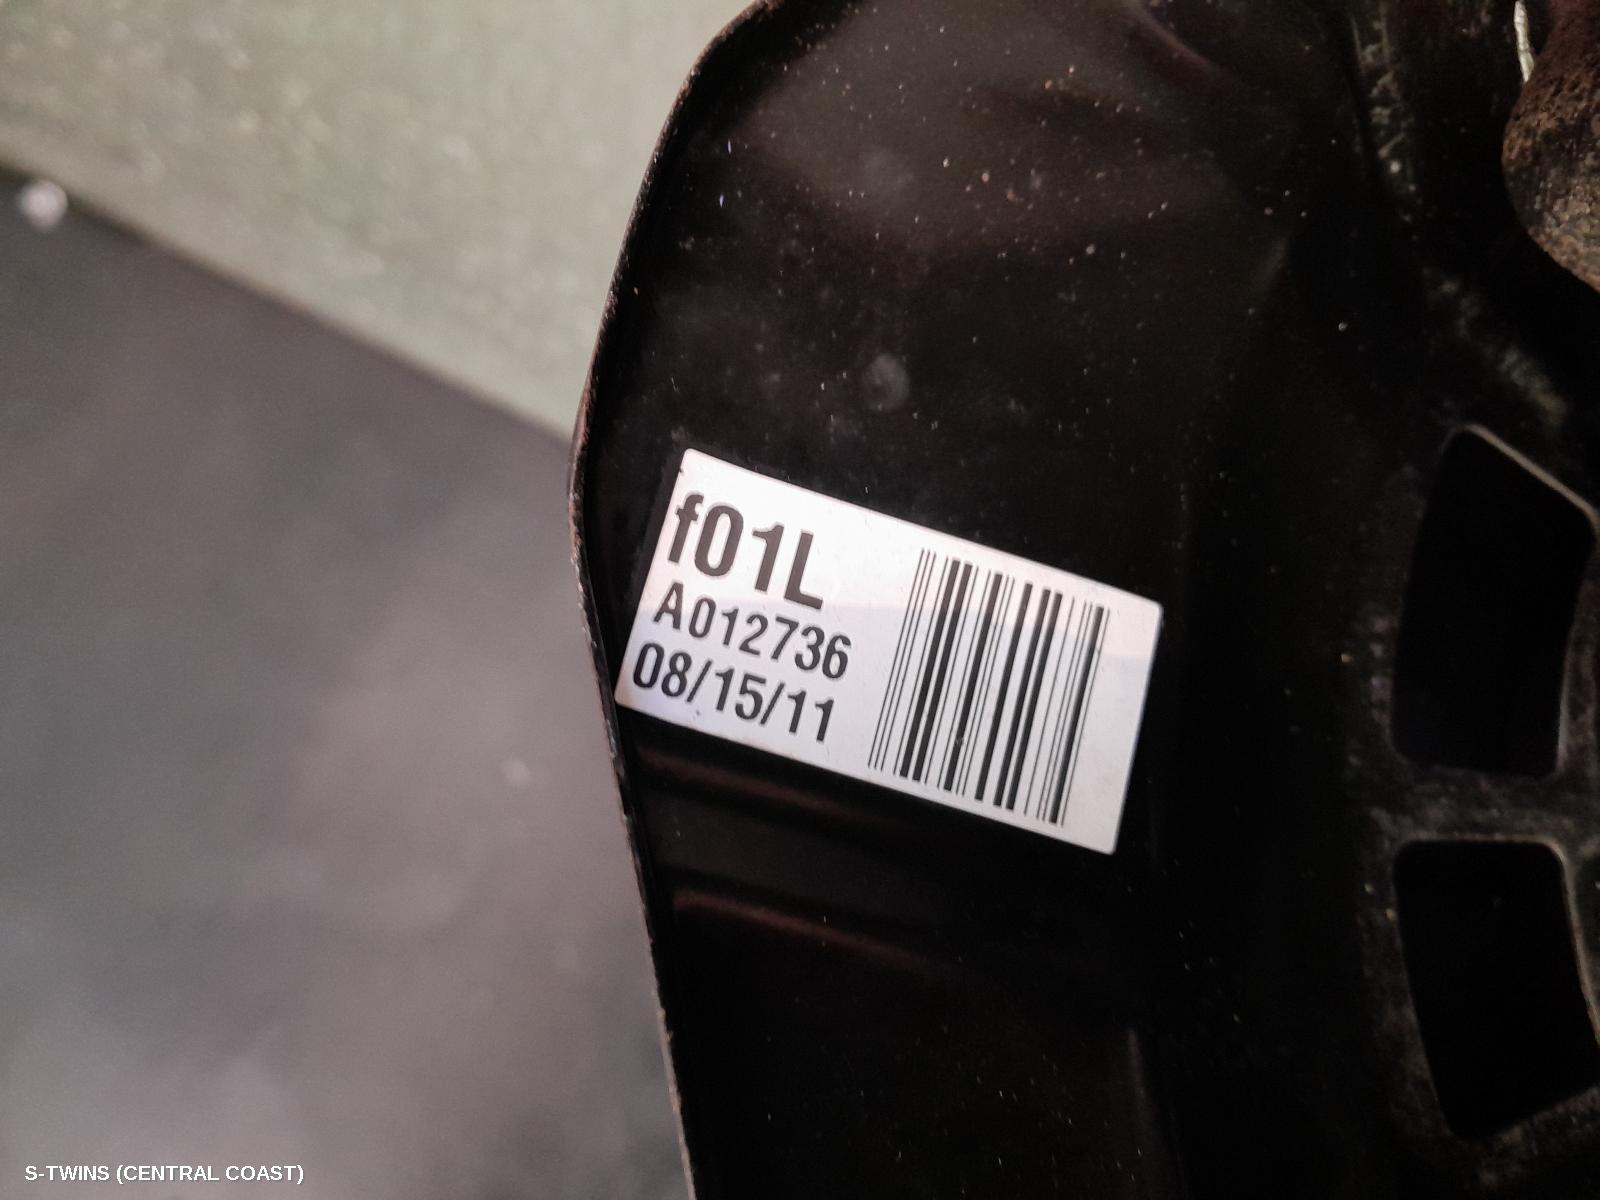 f01L
A012736
08/15/11
S-TWINS (CENTRAL COAST)